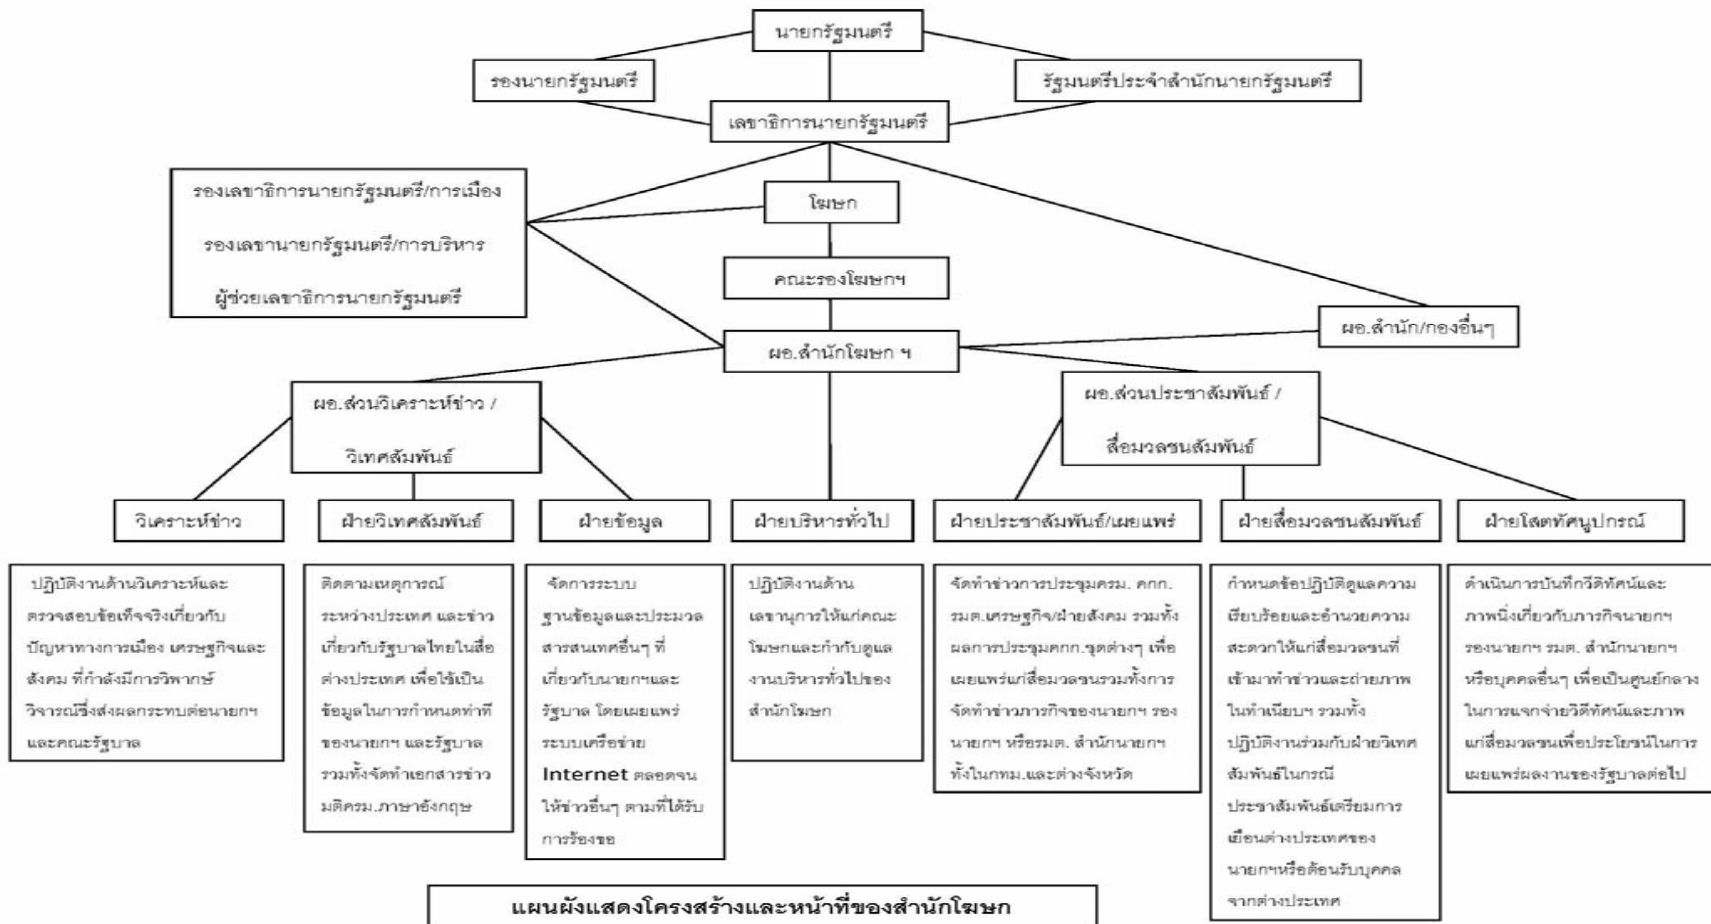 นายกรัฐมนตรี
รองนายกรัฐมนตรี
รัฐมนตรีประจำสำนักนายกรัฐมนตรี
เลขาธิการนายกรัฐมนตรี
รองเลขาธิการนายกรัฐมนตรี/การเมือง
รองเลขานายกรัฐมนตรี/การบริหาร
ผู้ช่วยเลขาธิการนายกรัฐมนตรี
โฆษก
คณะรองโฆษกฯ
ผอ.สำนัก/กองอื่นๆ
ผอ.สำนักโฆษก ฯ
ผอ.ส่วนวิเคราะห์ข่าว /
วิเทศสัมพันธ์
ผอ.ส่วนประชาสัมพันธ์ /
สื่อมวลชนสัมพันธ์
วิเคราะห์ข่าว
ฝ่ายวิเทศสัมพันธ์
ฝ่ายข้อมูล
ฝ่ายบริหารทั่วไป
ฝ่ายประชาสัมพันธ์/เผยแพร่
ฝ่ายสื่อมวลชนสัมพันธ์
ฝ่ายโสตทัศนูปกรณ์
ปฏิบัติงานด้านวิเคราะห์และ
ตรวจสอบข้อเท็จจริงเกี่ยวกับ
ปัญหาทางการเมือง เศรษฐกิจและ
สังคม ที่กำลังมีการวิพากษ์
วิจารณ์ซึ่งส่งผลกระทบต่อนายกฯ
และคณะรัฐบาล
ติดตามเหตุการณ์
ระหว่างประเทศ และข่าว
เกี่ยวกับรัฐบาลไทยในสื่อ
ต่างประเทศ เพื่อใช้เป็น
ข้อมูลในการกำหนดท่าที
ของนายกฯ และรัฐบาล
รวมทั้งจัดทำเอกสารข่าว
มติครม.ภาษาอังกฤษ
จัดการระบบ
ฐานข้อมูลและประมวล
สารสนเทศอื่นๆ ที่
เกี่ยวกับนายกฯและ
รัฐบาล โดยเผยแพร่
ระบบเครือข่าย
Internet ตลอดจน
ให้ข่าวอื่นๆ ตามที่ได้รับ
การร้องขอ
ปฏิบัติงานด้าน
เลขานุการให้แก่คณะ
โฆษกและกำกับดูแล
งานบริหารทั่วไปของ
สำนักโฆษก
จัดทำข่าวการประชุมครม. คกก.
รมต.เศรษฐกิจ/ฝ่ายสังคม รวมทั้ง
ผลการประชุมคกก.ชุดต่างๆ เพื่อ
เผยแพร่แก่สื่อมวลชนรวมทั้งการ
จัดทำข่าวภารกิจของนายกฯ รอง
นายกฯ หรือรมต. สำนักนายกฯ
ทั้งในกทม.และต่างจังหวัด
กำหนดข้อปฏิบัติดูแลความ
เรียบร้อยและอำนวยความ
สะดวกให้แก่สื่อมวลชนที่
เข้ามาทำข่าวและถ่ายภาพ
ในทำเนียบฯ รวมทั้ง
ปฏิบัติงานร่วมกับฝ่ายวิเทศ
สัมพันธ์ในกรณี
ประชาสัมพันธ์เตรียมการ
เยือนต่างประเทศของ
นายกฯหรือต้อนรับบุคคล
จากต่างประเทศ
ดำเนินการบันทึกวีดิทัศน์และ
ภาพนิ่งเกี่ยวกับภารกิจนายกฯ
รองนายกฯ รมต. สำนักนายกฯ
หรือบุคคลอื่นๆ เพื่อเป็นศูนย์กลาง
ในการแจกจ่ายวิดีทัศน์และภาพ
แก่สื่อมวลชนเพื่อประโยชน์ในการ
เผยแพร่ผลงานของรัฐบาลต่อไป
แผนผังแสดงโครงสร้างและหน้าที่ของสำนักโฆษก